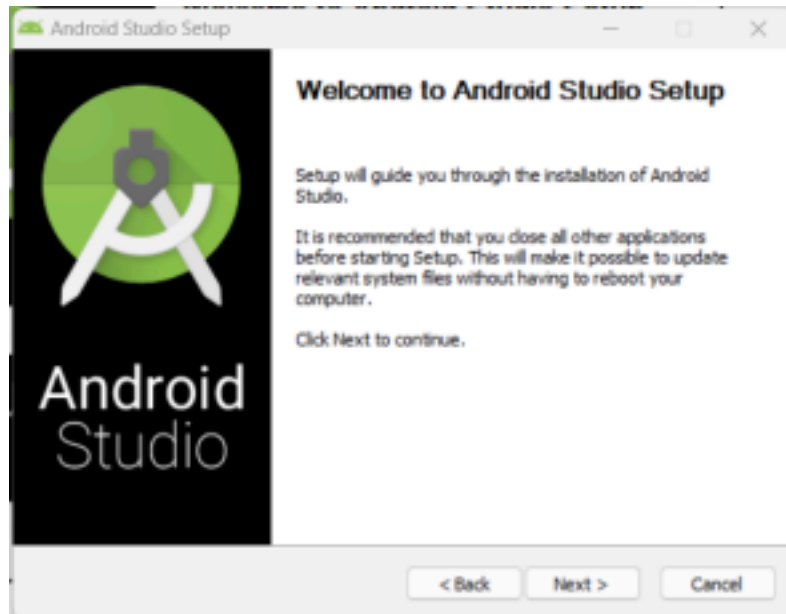 Android Studio Setup
Welcome to Android Studio Setup
Setup will guide you through the installation of Android
Studio.
It is recommended that you close all other applications
before starting Setup. This will make it possible to update
relevant system files without having to reboot your
computer.
Click Next to continue.
Android
Studio
< Back
Next >
Cancel